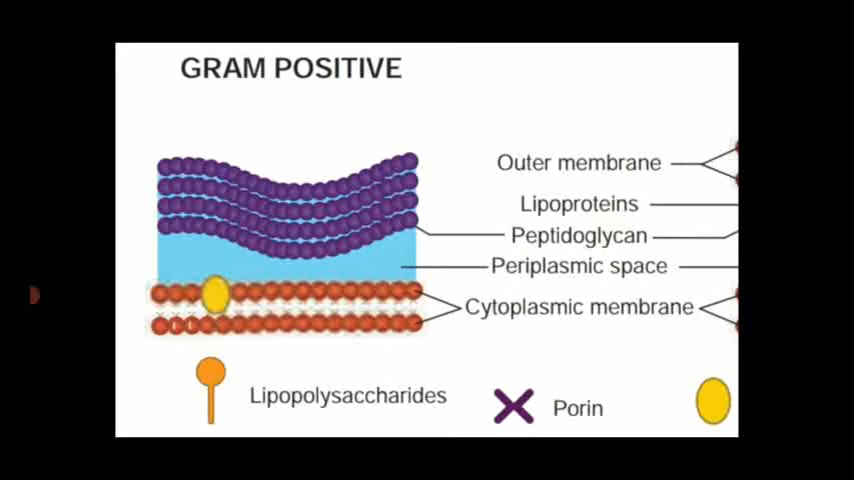 GRAM POSITIVE
Outer membrane
Lipoproteins
Peptidoglycan
Periplasmic space
Cytoplasmic membrane
Lipopolysaccharides
Porin